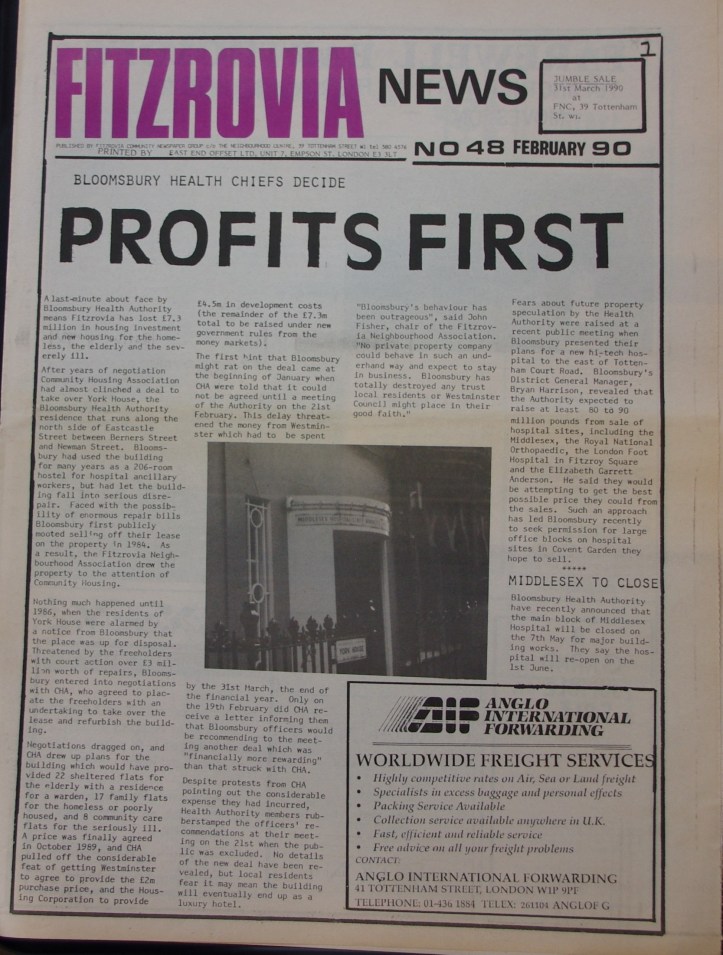 1
FITZROVIA NEWS
JUMBLE SALE
31st March 1990
at
FNC, 39 Tottenham
St. W1.
PUBLISHED BY FITZROVIA COMMUNITY NEWSPAPER GROUP c/o THE NEIGHBOURHOOD CENTRE, 39 TOTTENHAM STREET W1 580 4576
PRINTED BY EAST END OFFSET LTD, UNIT 7, EMPSON ST. LONDON E3 3LT
NO 48 FEBRUARY 90
BLOOMSBURY HEALTH CHIEFS DECIDE
PROFITS FIRST
A last-minute about face by
Bloomsbury Health Authority
means Fitzrovia has lost £7.3
million in housing investment
and new housing for the home-
less, the elderly and the sev-
erely ill.
After years of negotiation
Community Housing Association
had almost clinched a deal to
take over York House, the
Bloomsbury Health Authority
residence that runs along the
north side of Eastcastle
Street between Berners Street
and Newman Street. Blooms-
bury had used the building
for many years as a 206-room
hostel for hospital ancillary
workers, but had let the build-
ing fall into serious disre-
pair. Faced with the possib-
ility of enormous repair bills
Bloomsbury first publicly
mooted selling off their lease
on the property in 1984. As
a result, the Fitzrovia Neigh-
bourhood Association drew the
property to the attention of
Community Housing.
Nothing much happened until
1986, when the residents of
York House were alarmed by
a notice from Bloomsbury that
the place was up for disposal.
Threatened by the freeholders
with court action over £3 mil-
lion worth of repairs, Blooms-
bury entered into negotiations
with CHA, who agreed to plac-
ate the freeholders with an
undertaking to take over the
lease and refurbish the build-
ing.
Negotiations dragged on, and
CHA drew up plans for the
building which would have pro-
vided 22 sheltered flats for
the elderly with a residence
for a warden, 17 family flats
for the homeless or poorly
housed, and 8 community care
flats for the seriously ill.
A price was finally agreed
in October 1989, and CHA
pulled off the considerable
feat of getting Westminster
to agree to provide the £2m
purchase price, and the Hous-
ing Corporation to provide
£4.5m in development costs
(the remainder of the £7.3m
total to be raised under new
government rules from the
money markets).
The first hint that Bloomsbury
might rat on the deal came at
the beginning of January when
CHA were told that it could
not be agreed until a meeting
of the Authority on the 21st
February. This delay threat-
ened the money from Westmin-
ster which had to be spent
by the 31st March, the end of
the financial year. Only on
the 19th February did CHA re-
ceive a letter informing them
that Bloomsbury officers would
be recommending to the meet-
ing another deal which was
"financially more rewarding"
than that struck with CHA.
Despite protests from CHA
pointing out the considerable
expense they had incurred,
Health Authority members rub-
berstamped the officers' re-
commendations at their meet-
ing on the 21st when the pub-
lic was excluded. No details
of the new deal have been re-
vealed, but local residents
fear it may mean the building
will eventually end up as a
luxury hotel.
"Bloomsbury's behaviour has
been outrageous", said John
Fisher, chair of the Fitzrov-
ia Neighbourhood Association.
"No private property company
could behave in such an und-
erhand way and expect to stay
in business. Bloomsbury has
totally destroyed any trust
local residents or Westminster
Council might place in their
good faith."
YORK HOUSE
Fears about future property
speculation by the Health
Authority were raised at a
recent public meeting when
Bloomsbury presented their
plans for a new hi-tech hos-
pital to the east of Totten-
ham Court Road. Bloomsbury's
District General Manager,
Bryan Harrison, revealed that
the Authority expected to
raise at least 80 to 90
million pounds from sale of
hospital sites, including the
Middlesex, the Royal National
Orthopaedic, the London Foot
Hospital in Fitzroy Square
and the Elizabeth Garrett
Anderson. He said they would
be attempting to get the best
possible price they could from
the sales. Such an approach
has led Bloomsbury recently
to seek permission for large
office blocks on hospital
sites in Covent Garden they
hope to sell.
*****
MIDDLESEX TO CLOSE
Bloomsbury Health Authority
have recently announced that
the main block of Middlesex
Hospital will be closed on
the 7th May for major build-
ing works. They say the hos-
pital will re-open on the
1st June.
AIF ANGLO
INTERNATIONAL
FORWARDING
WORLDWIDE FREIGHT SERVICES
• Highly competitive rates on Air, Sea or Land freight
• Specialists in excess baggage and personal effects
• Packing Service Available
• Collection service available anywhere in U.K.
• Fast, efficient and reliable service
• Free advice on all your freight problems
CONTACT:
ANGLO INTERNATIONAL FORWARDING
41 TOTTENHAM STREET, LONDON W1P 9PF
TELEPHONE: 01-436 1884 TELEX: 261104 ANGLOF G